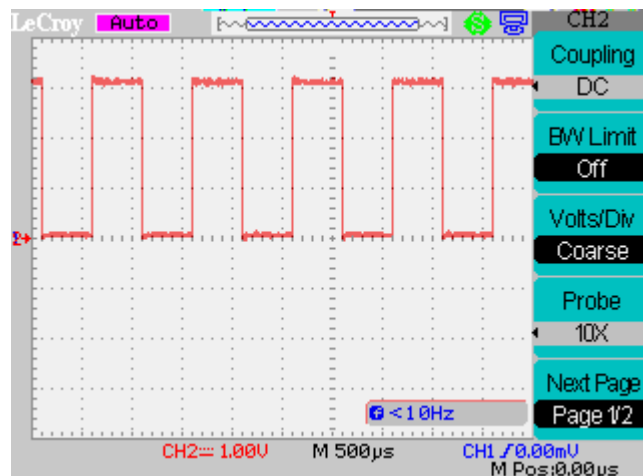 LeCroy Auto CH2
Coupling
DC
BW Limit
Off
Volts/Div
Coarse
Probe
10X
Next Page
Page 1/2
2
f <10Hz
CH2 1.00V M 500µs CH1 0.00mV
M Pos:0.00µs